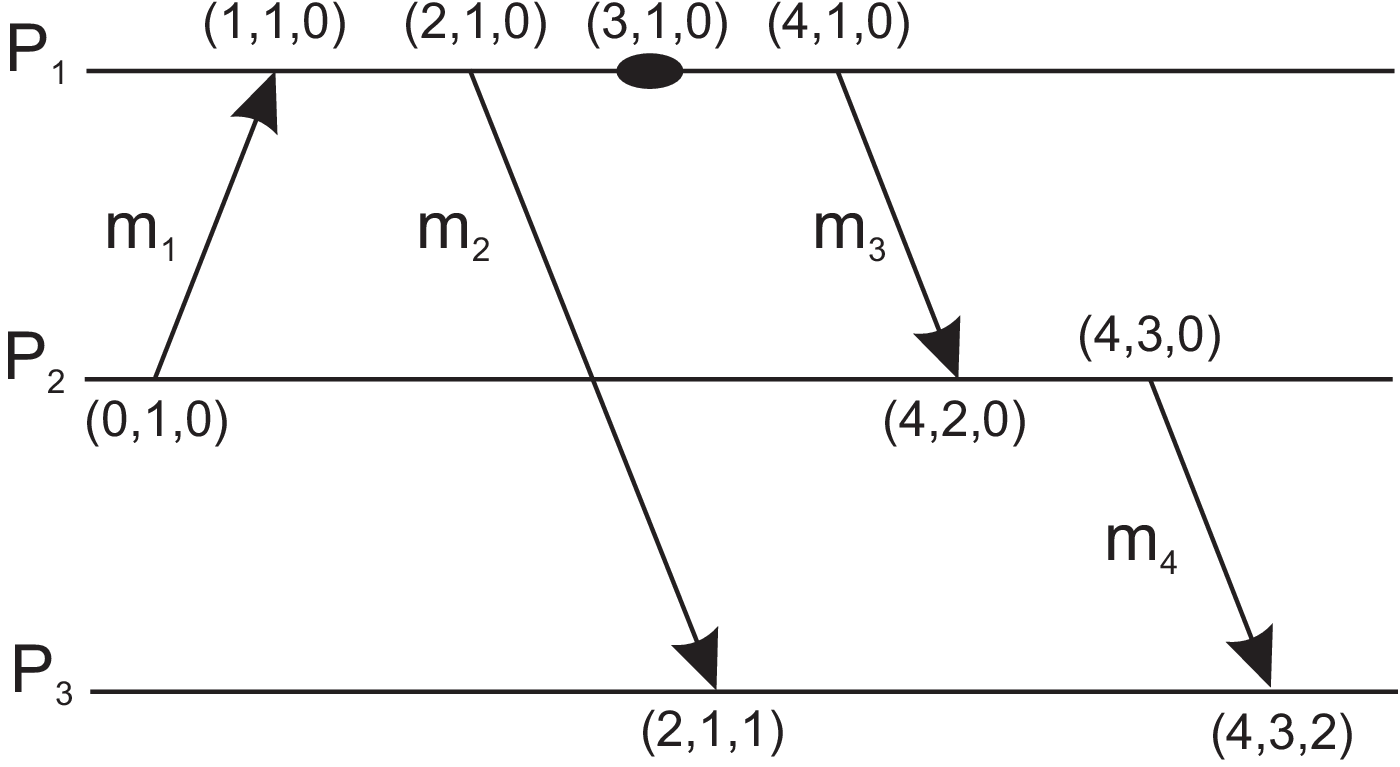 (1,1,0) (2,1,0) (3,1,0) (4,1,0)
P₁
m₁ m₂ m₃
(4,3,0)
P₂
(0,1,0) (4,2,0)
m₄
P₃
(2,1,1) (4,3,2)